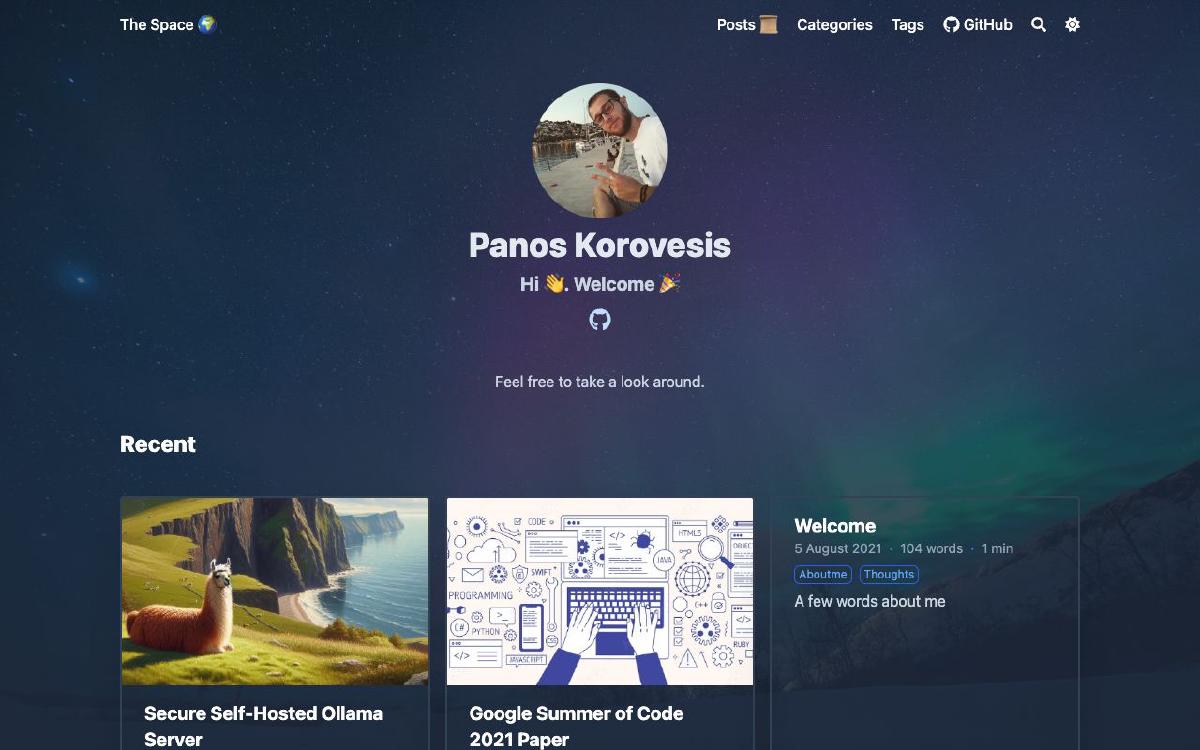 The Space 🌍
Posts 📜 Categories Tags GitHub
Panos Korovesis
Hi 👋. Welcome 🎉
Feel free to take a look around.
Recent
CODE
</>
HTML5
JAVA
OBJECT
SWIFT
PROGRAMMING
C#
>_
PYTHON
CSS
C++
</>
</>
JAVASCRIPT
RUBY
Secure Self-Hosted Ollama
Server
Google Summer of Code
2021 Paper
Welcome
5 August 2021 · 104 words · 1 min
Aboutme Thoughts
A few words about me